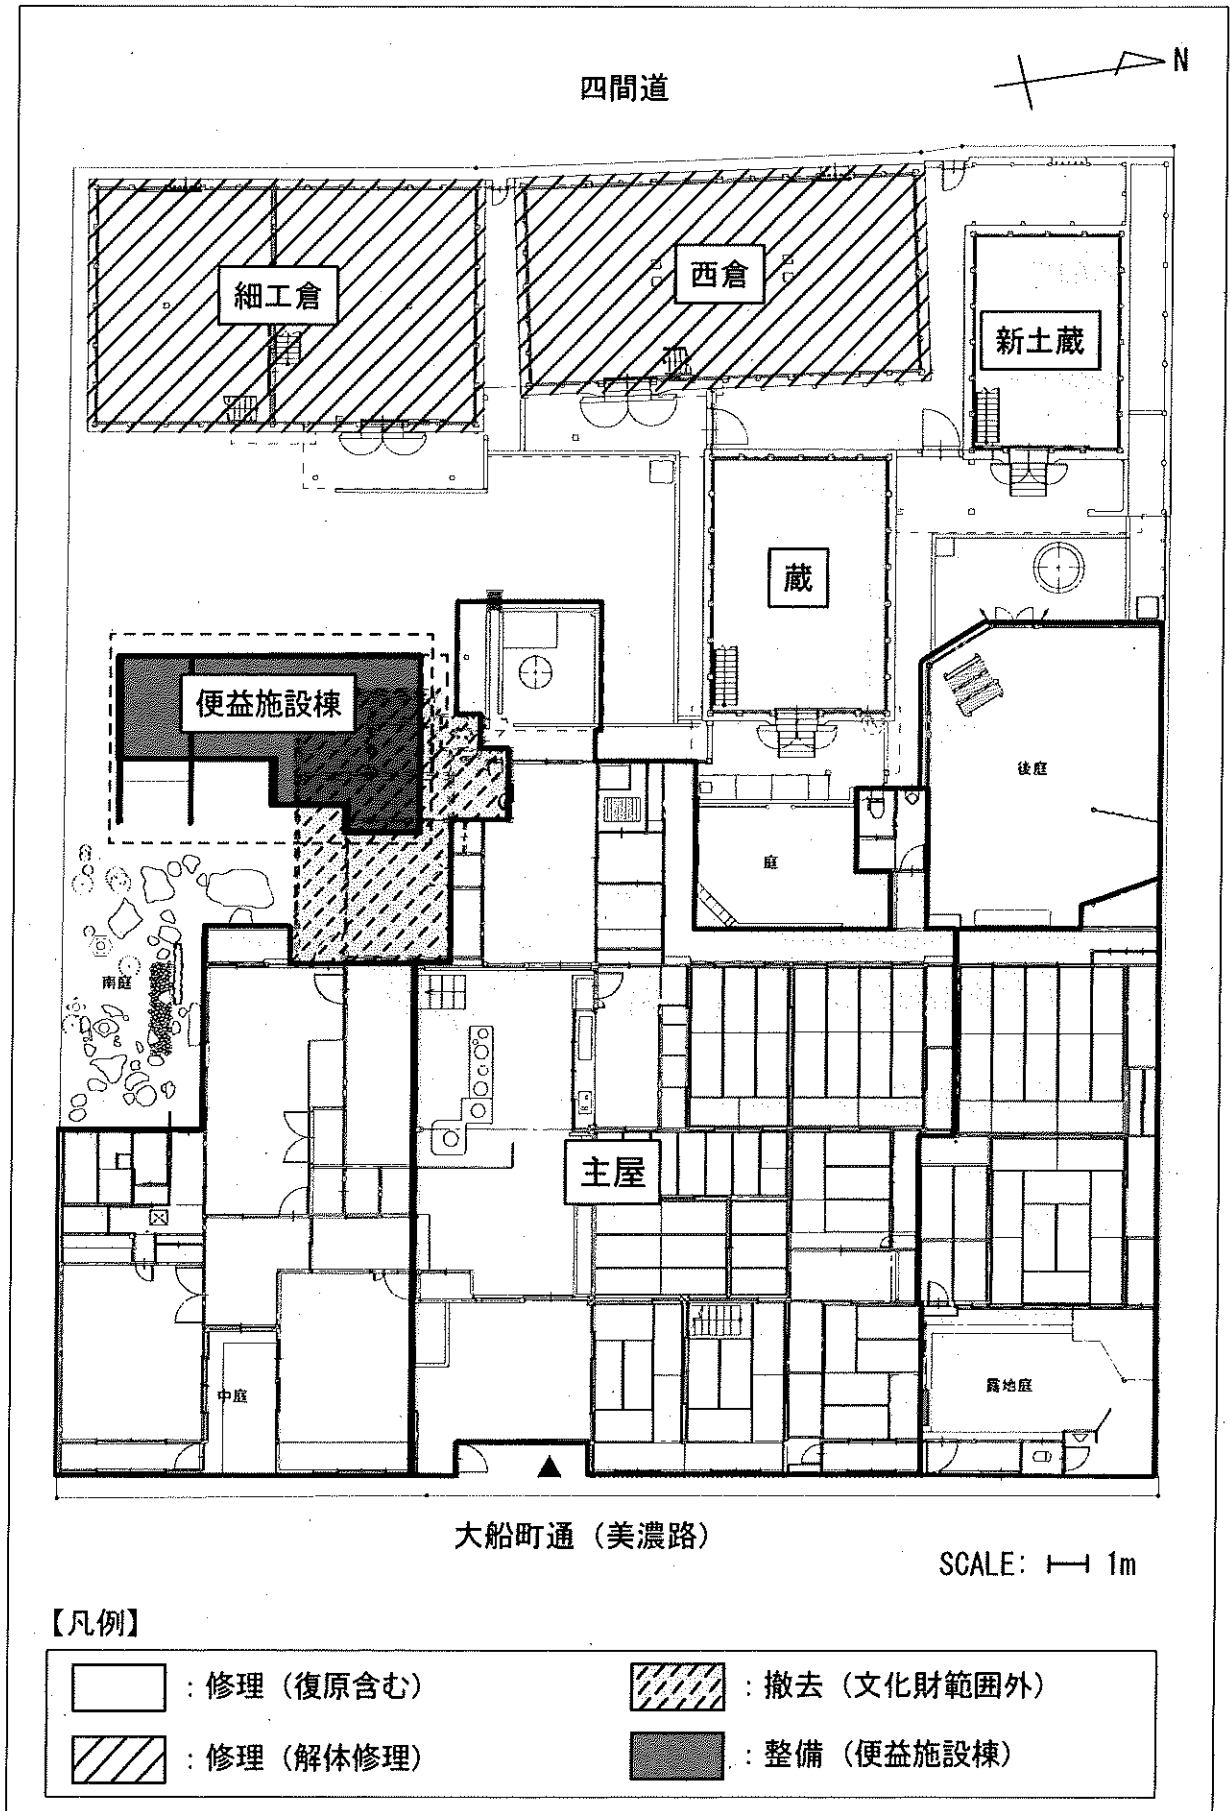 四間道
N
細工倉
西倉
新土蔵
蔵
便益施設棟
後庭
庭
南庭
主屋
中庭
露地庭
大船町通（美濃路）
SCALE: 1m
【凡例】
：修理（復原含む）
：撤去（文化財範囲外）
：修理（解体修理）
：整備（便益施設棟）